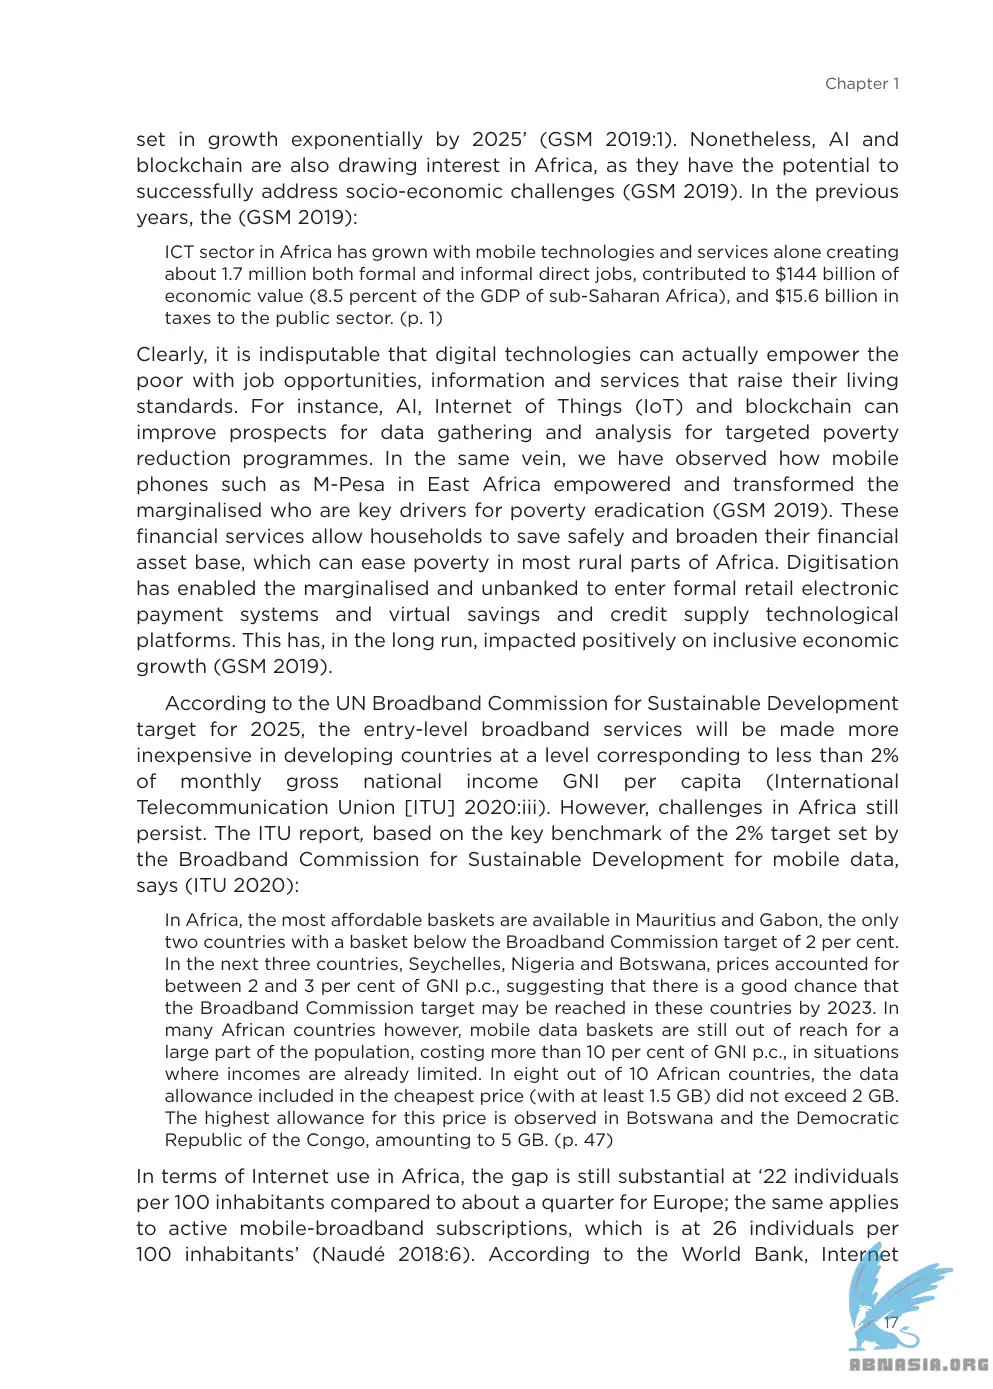 Chapter 1
set in growth exponentially by 2025’ (GSM 2019:1). Nonetheless, AI and
blockchain are also drawing interest in Africa, as they have the potential to
successfully address socio-economic challenges (GSM 2019). In the previous
years, the (GSM 2019):
ICT sector in Africa has grown with mobile technologies and services alone creating
about 1.7 million both formal and informal direct jobs, contributed to $144 billion of
economic value (8.5 percent of the GDP of sub-Saharan Africa), and $15.6 billion in
taxes to the public sector. (p. 1)
Clearly, it is indisputable that digital technologies can actually empower the
poor with job opportunities, information and services that raise their living
standards. For instance, AI, Internet of Things (IoT) and blockchain can
improve prospects for data gathering and analysis for targeted poverty
reduction programmes. In the same vein, we have observed how mobile
phones such as M-Pesa in East Africa empowered and transformed the
marginalised who are key drivers for poverty eradication (GSM 2019). These
financial services allow households to save safely and broaden their financial
asset base, which can ease poverty in most rural parts of Africa. Digitisation
has enabled the marginalised and unbanked to enter formal retail electronic
payment systems and virtual savings and credit supply technological
platforms. This has, in the long run, impacted positively on inclusive economic
growth (GSM 2019).
According to the UN Broadband Commission for Sustainable Development
target for 2025, the entry-level broadband services will be made more
inexpensive in developing countries at a level corresponding to less than 2%
of monthly gross national income GNI per capita (International
Telecommunication Union [ITU] 2020:iii). However, challenges in Africa still
persist. The ITU report, based on the key benchmark of the 2% target set by
the Broadband Commission for Sustainable Development for mobile data,
says (ITU 2020):
In Africa, the most affordable baskets are available in Mauritius and Gabon, the only
two countries with a basket below the Broadband Commission target of 2 per cent.
In the next three countries, Seychelles, Nigeria and Botswana, prices accounted for
between 2 and 3 per cent of GNI p.c., suggesting that there is a good chance that
the Broadband Commission target may be reached in these countries by 2023. In
many African countries however, mobile data baskets are still out of reach for a
large part of the population, costing more than 10 per cent of GNI p.c., in situations
where incomes are already limited. In eight out of 10 African countries, the data
allowance included in the cheapest price (with at least 1.5 GB) did not exceed 2 GB.
The highest allowance for this price is observed in Botswana and the Democratic
Republic of the Congo, amounting to 5 GB. (p. 47)
In terms of Internet use in Africa, the gap is still substantial at ‘22 individuals
per 100 inhabitants compared to about a quarter for Europe; the same applies
to active mobile-broadband subscriptions, which is at 26 individuals per
100 inhabitants’ (Naudé 2018:6). According to the World Bank, Internet
17
ABNASIA.ORG